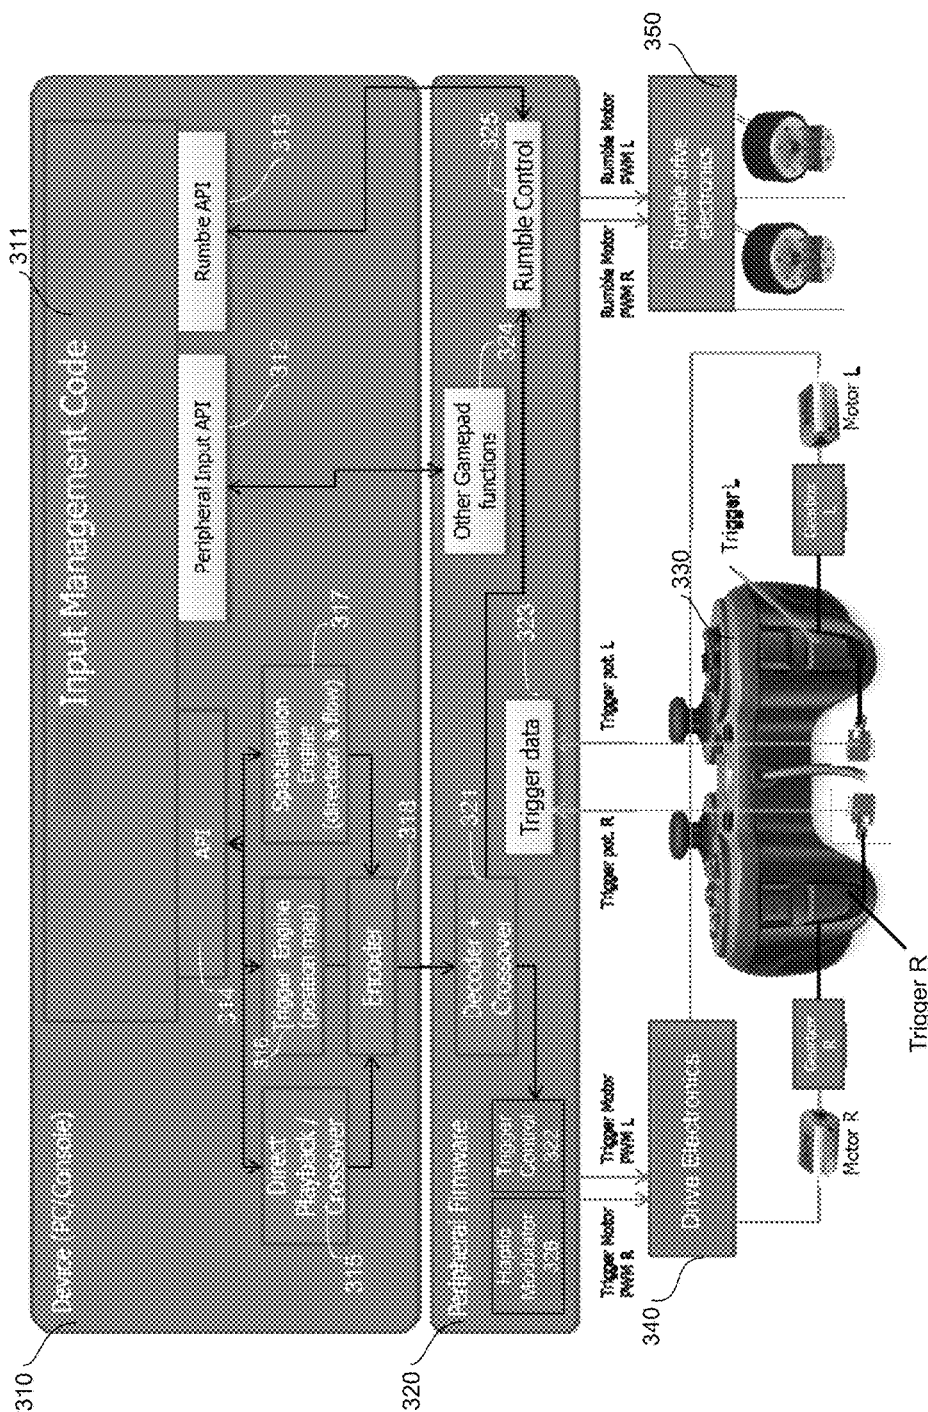 310
311
Device (PC/Console)
Input Management Code
API
Peripheral Input API
312
Rumble API
313
Direct
Playback /
Crossover
315
316
Trigger Engine
(position map)
Spatialisation
Engine
(direction & flow)
317
Encoder
318
320
Peripheral Firmware
Haptic
Modulator
Trigger
Control
322
Decoder +
Crossover
321
Trigger data
323
Other Gamepad
functions
324
Rumble Control
325
Trigger Motor
PWM R
Trigger Motor
PWM L
Trigger pot. R
Trigger pot. L
Rumble Motor
PWM R
Rumble Motor
PWM L
340
Drive Electronics
330
Rumble drive
electronics
350
Trigger L
Motor R
Motor L
Trigger R